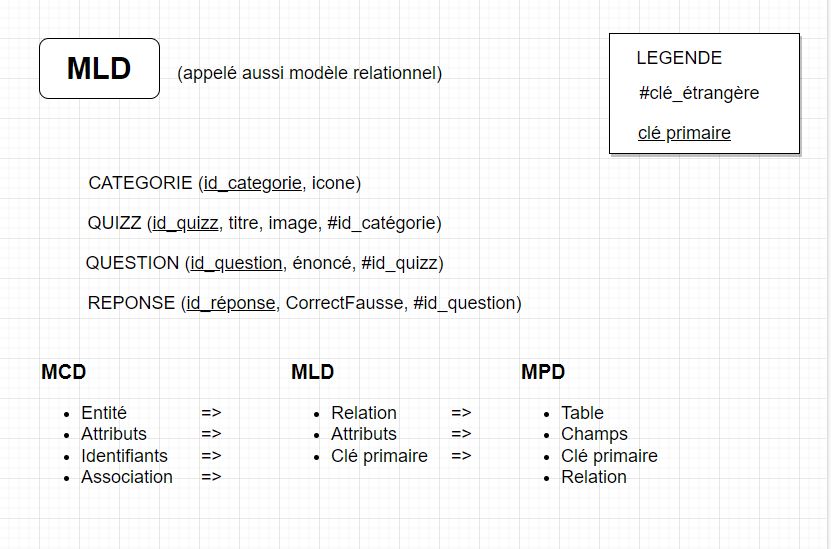 MLD (appelé aussi modèle relationnel)
LEGENDE
#clé_étrangère
clé primaire
CATEGORIE (id_categorie, icone)
QUIZZ (id_quizz, titre, image, #id_catégorie)
QUESTION (id_question, énoncé, #id_quizz)
REPONSE (id_réponse, CorrectFausse, #id_question)
MCD MLD MPD
• Entité => • Relation => • Table
• Attributs => • Attributs => • Champs
• Identifiants => • Clé primaire => • Clé primaire
• Association => • Relation